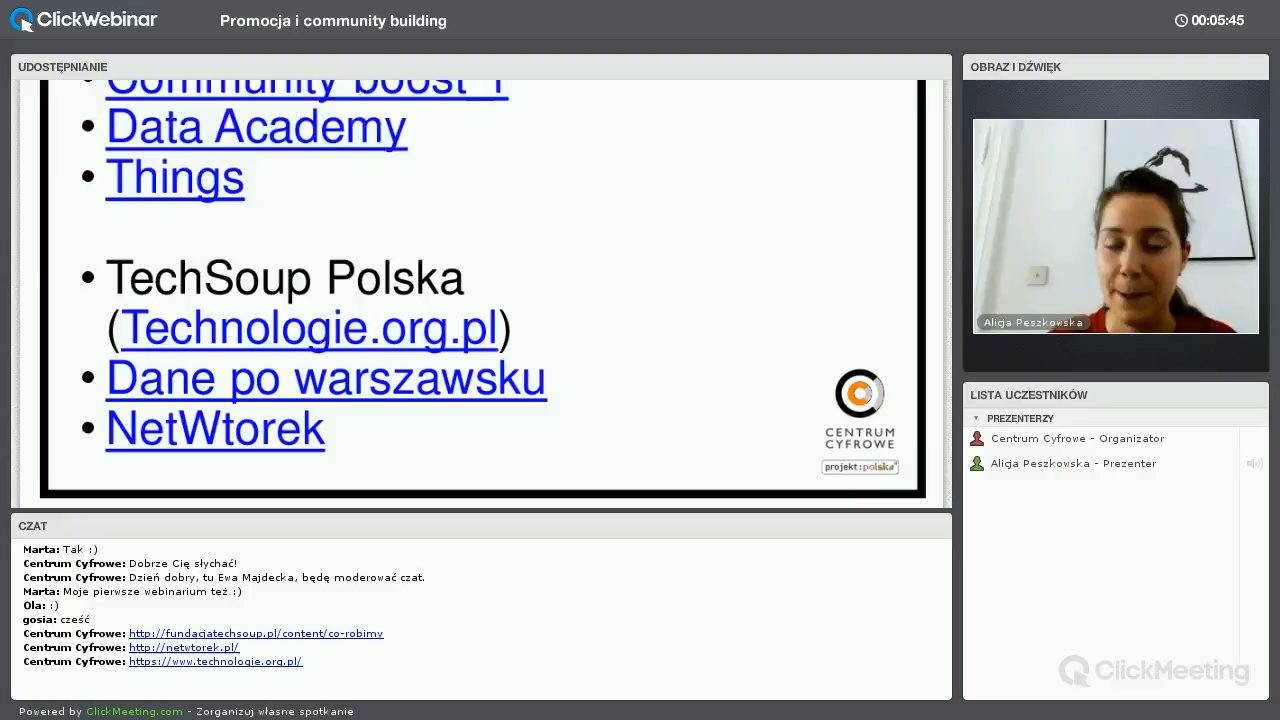 ClickWebinar
Promocja i community building
00:05:45
UDOSTĘPNIANIE
Community boost_1
• Data Academy
• Things
• TechSoup Polska
(Technologie.org.pl)
• Dane po warszawsku
• NetWtorek
CENTRUM
CYFROWE
projekt:polska
OBRAZ I DŹWIĘK
Alicja Peszkowska
LISTA UCZESTNIKÓW
PREZENTERZY
Centrum Cyfrowe - Organizator
Alicja Peszkowska - Prezenter
CZAT
Marta: Tak :)
Centrum Cyfrowe: Dobrze Cię słychać!
Centrum Cyfrowe: Dzień dobry, tu Ewa Majdecka, będę moderować czat.
Marta: Moje pierwsze webinarium też :)
Ola: :)
gosia: cześć
Centrum Cyfrowe: http://fundacjatechsoup.pl/content/co-robimy
Centrum Cyfrowe: http://netwtorek.pl/
Centrum Cyfrowe: https://www.technologie.org.pl/
ClickMeeting
Powered by ClickMeeting.com - Zorganizuj własne spotkanie